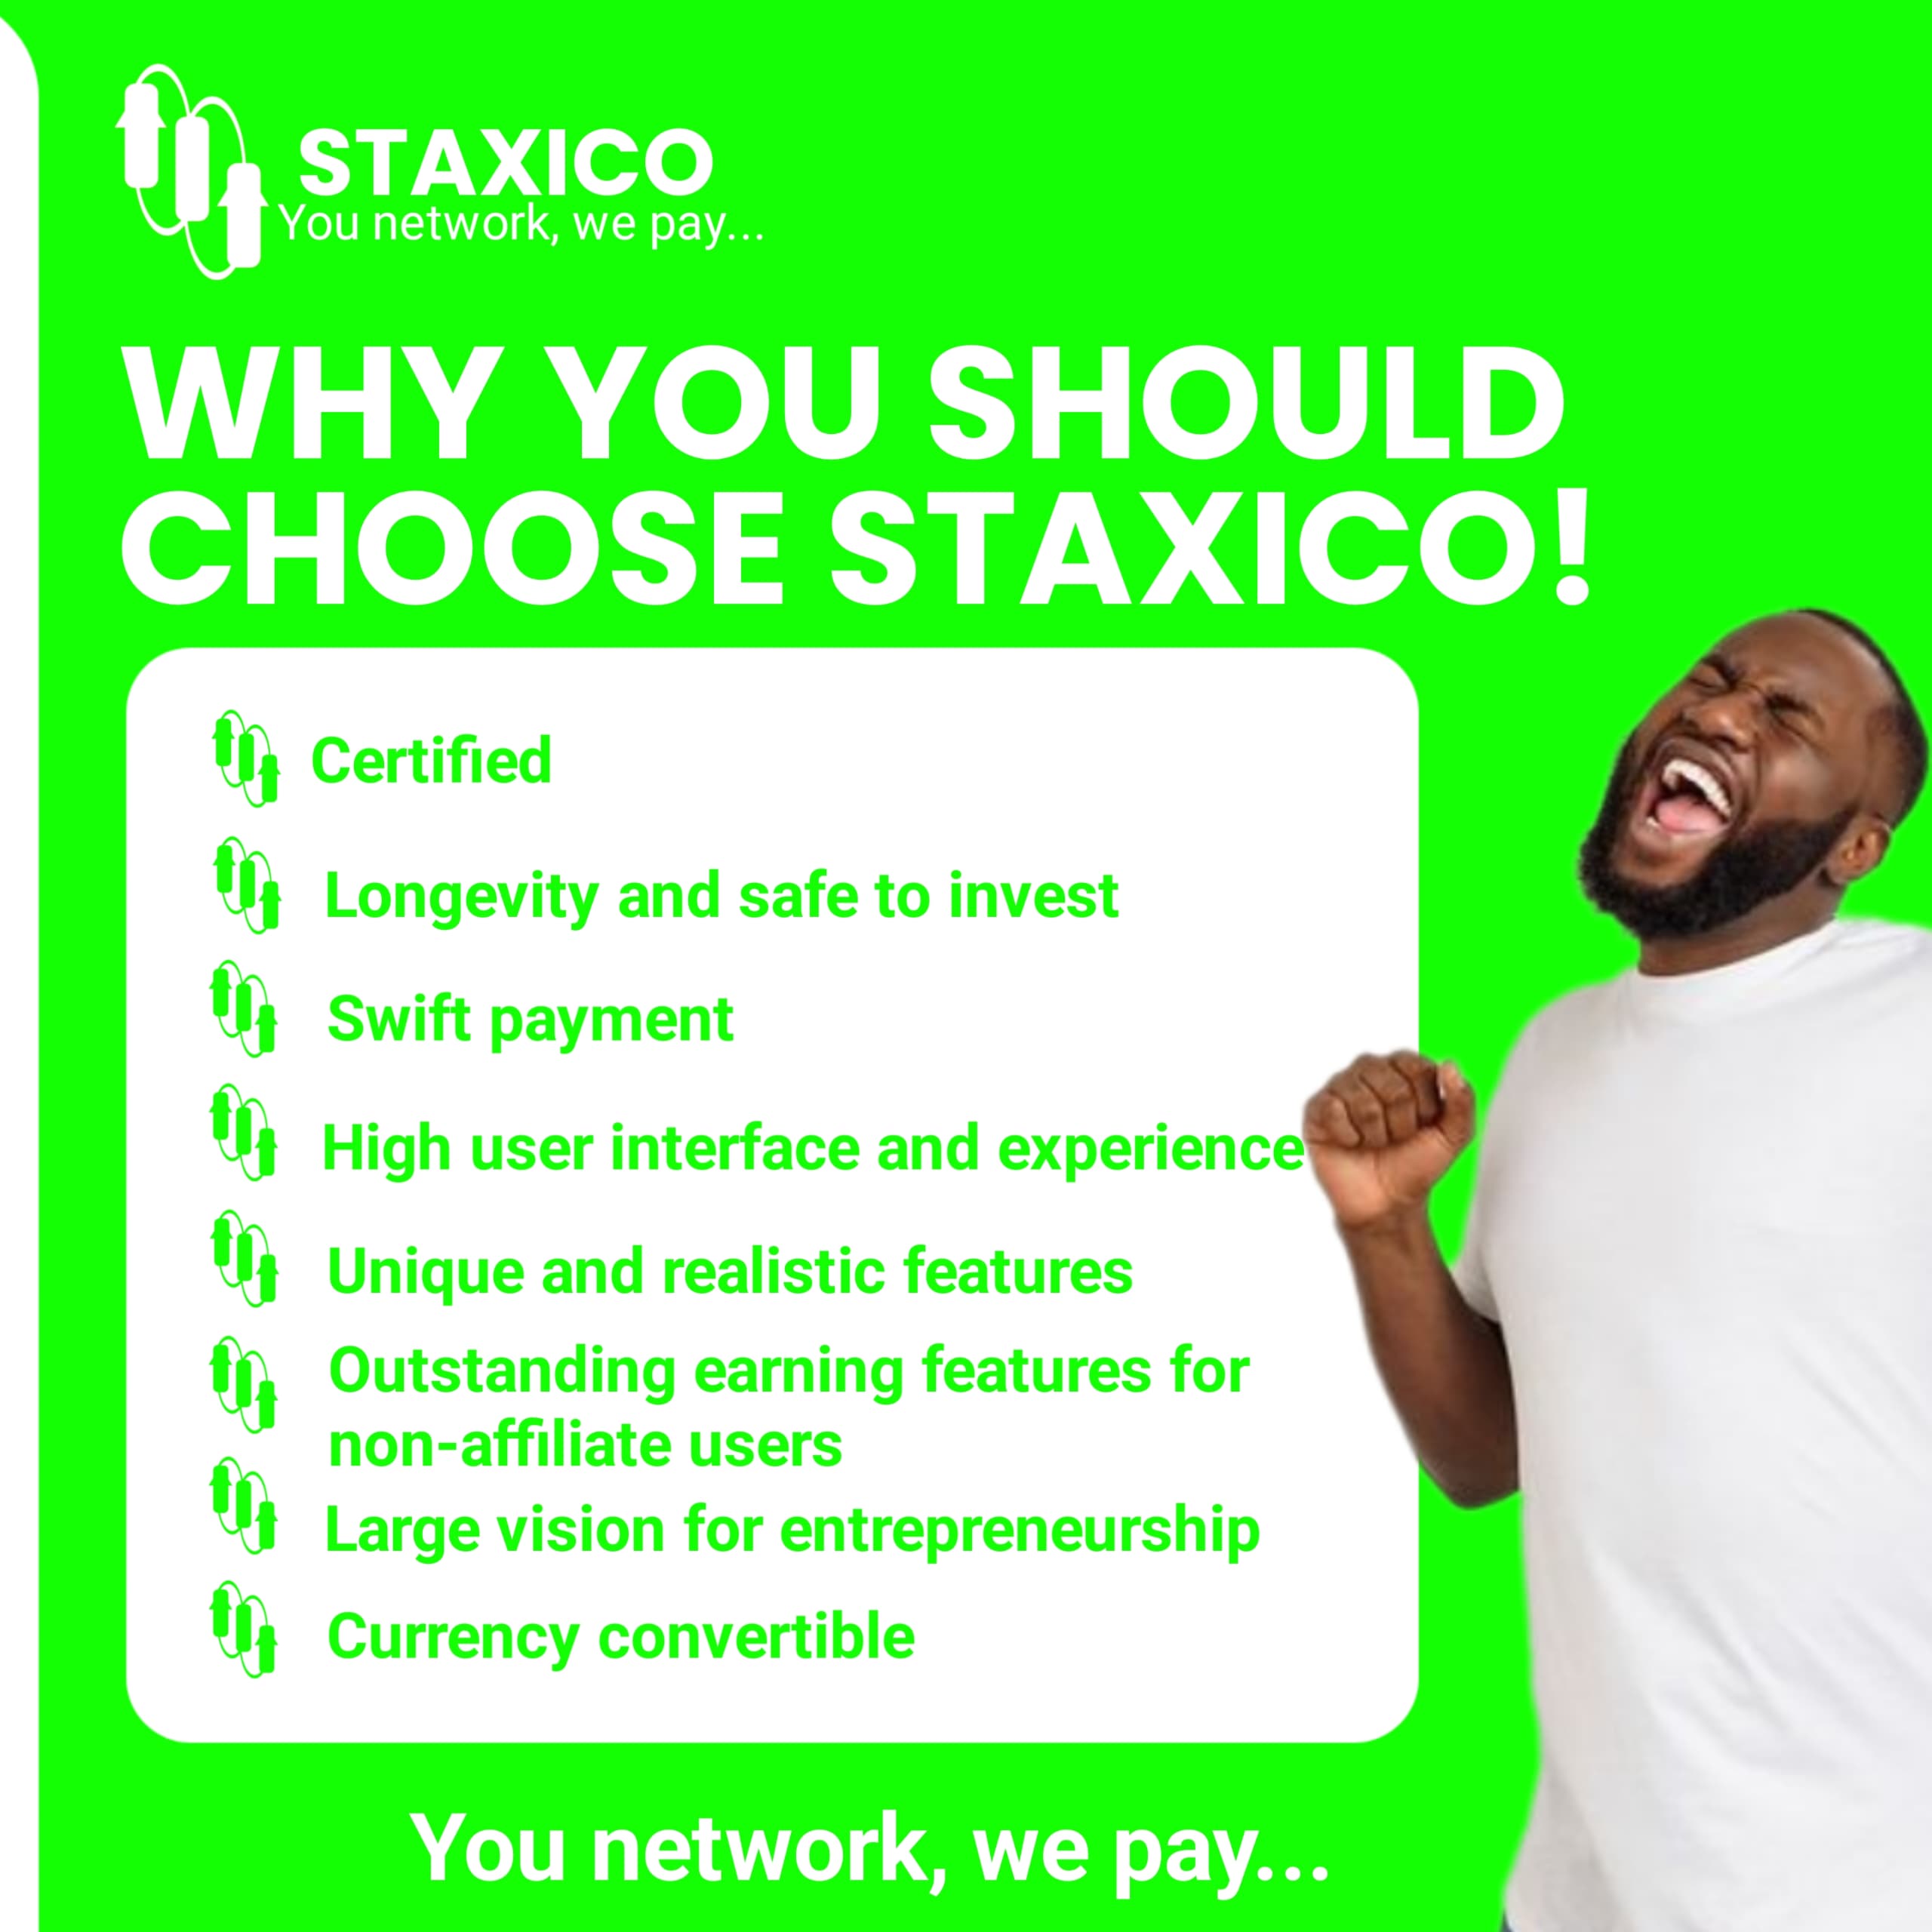 STAXICO
You network, we pay...
WHY YOU SHOULD
CHOOSE STAXICO!
Certified
Longevity and safe to invest
Swift payment
High user interface and experience
Unique and realistic features
Outstanding earning features for
non-affiliate users
Large vision for entrepreneurship
Currency convertible
You network, we pay...